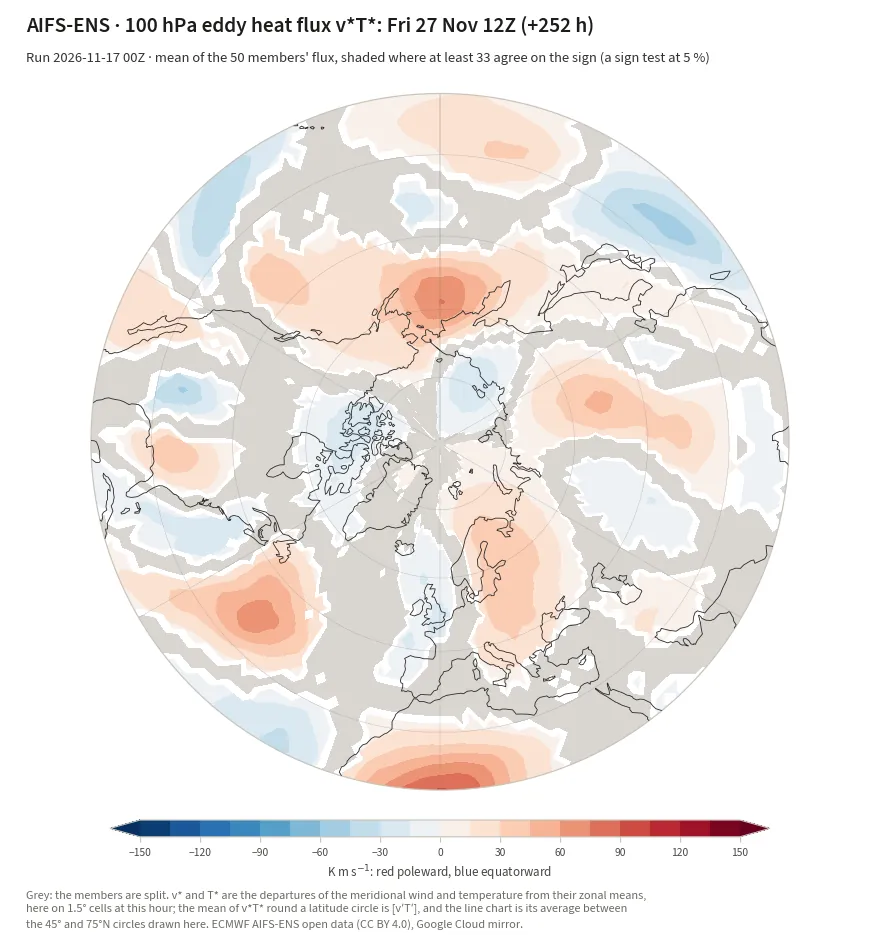 AIFS-ENS · 100 hPa eddy heat flux v*T*: Fri 27 Nov 12Z (+252 h)
Run 2026-11-17 00Z · mean of the 50 members' flux, shaded where at least 33 agree on the sign (a sign test at 5 %)
−150 −120 −90 −60 −30 0 30 60 90 120 150
K m s⁻¹: red poleward, blue equatorward
Grey: the members are split. v* and T* are the departures of the meridional wind and temperature from their zonal means,
here on 1.5° cells at this hour; the mean of v*T* round a latitude circle is [v′T′], and the line chart is its average between
the 45° and 75°N circles drawn here. ECMWF AIFS-ENS open data (CC BY 4.0), Google Cloud mirror.